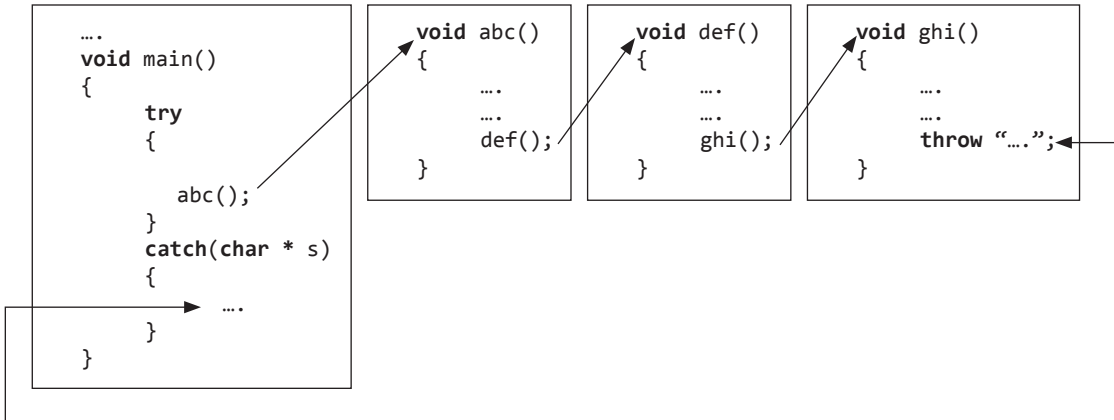 ….
void main()
{
try
{
abc();
}
catch(char * s)
{
….
}
}
void abc()
{
….
….
def();
}
void def()
{
….
….
ghi();
}
void ghi()
{
….
….
throw “….”;
}